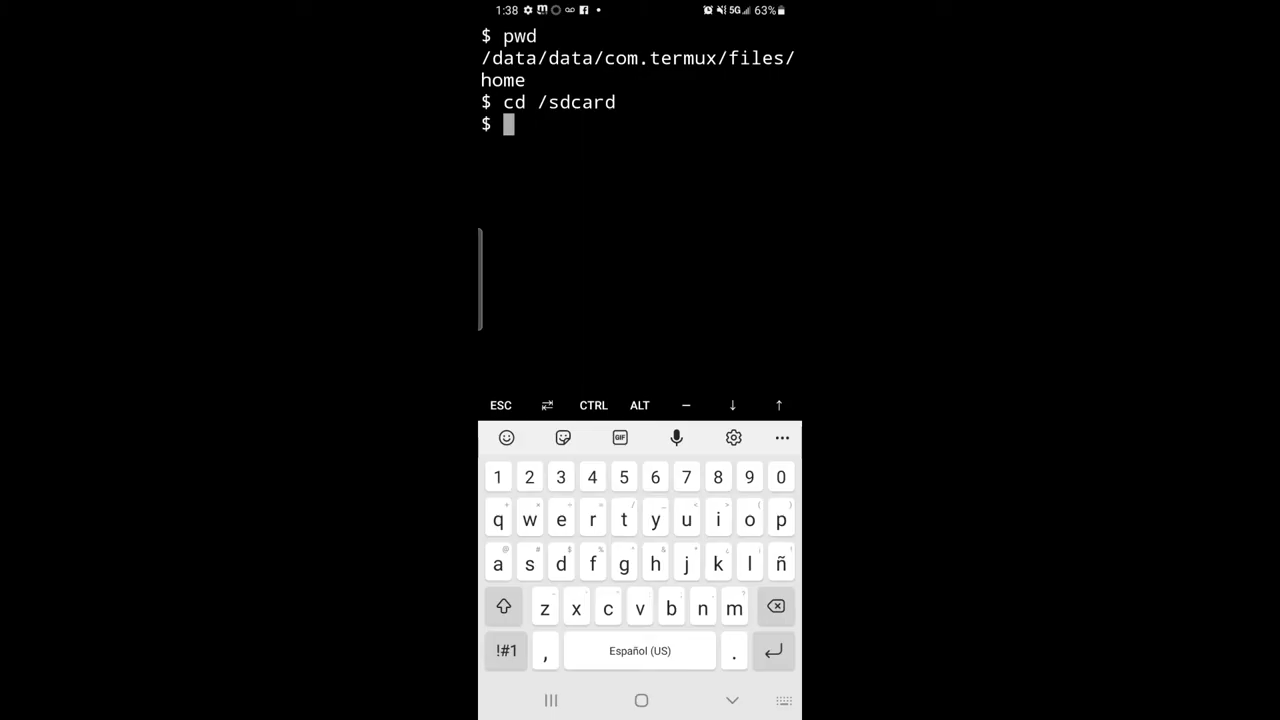 1:38 5G 63%
$ pwd
/data/data/com.termux/files/
home
$ cd /sdcard
$
ESC CTRL ALT – ↓ ↑
GIF
1 2 3 4 5 6 7 8 9 0
q w e r t y u i o p
a s d f g h j k l ñ
z x c v b n m
!#1 , Español (US) .